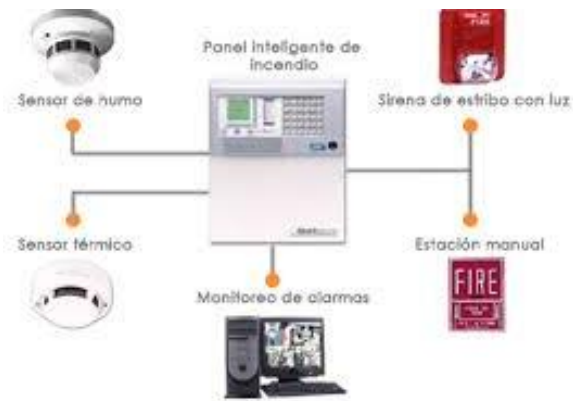 Panel inteligente de
incendio
Sensor de humo
Sirena de estribo con luz
FIRE
Sensor térmico
Estación manual
FIRE
Monitoreo de alarmas